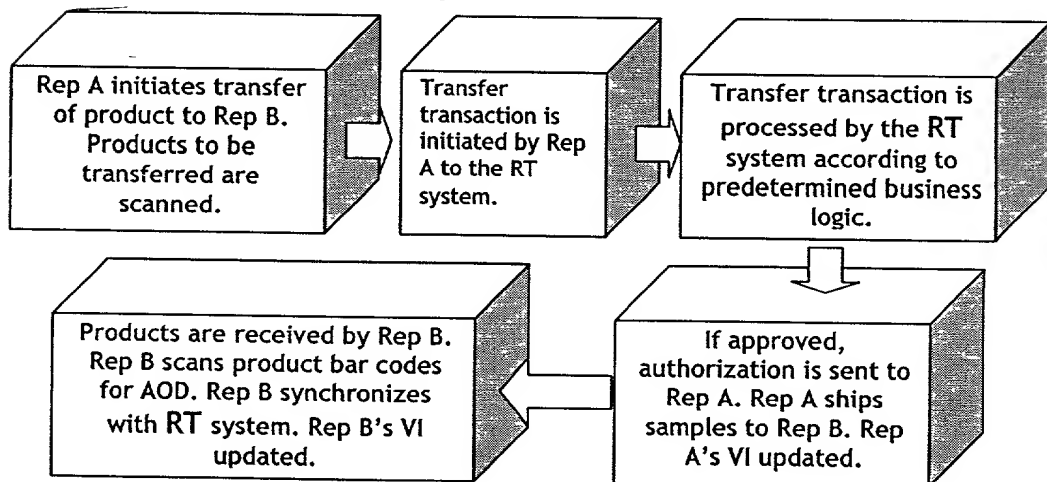 Rep A initiates transfer
of product to Rep B.
Products to be
transferred are
scanned.
Transfer
transaction is
initiated by Rep
A to the RT
system.
Transfer transaction is
processed by the RT
system according to
predetermined business
logic.
If approved,
authorization is sent to
Rep A. Rep A ships
samples to Rep B. Rep
A's VI updated.
Products are received by Rep B.
Rep B scans product bar codes
for AOD. Rep B synchronizes
with RT system. Rep B's VI
updated.